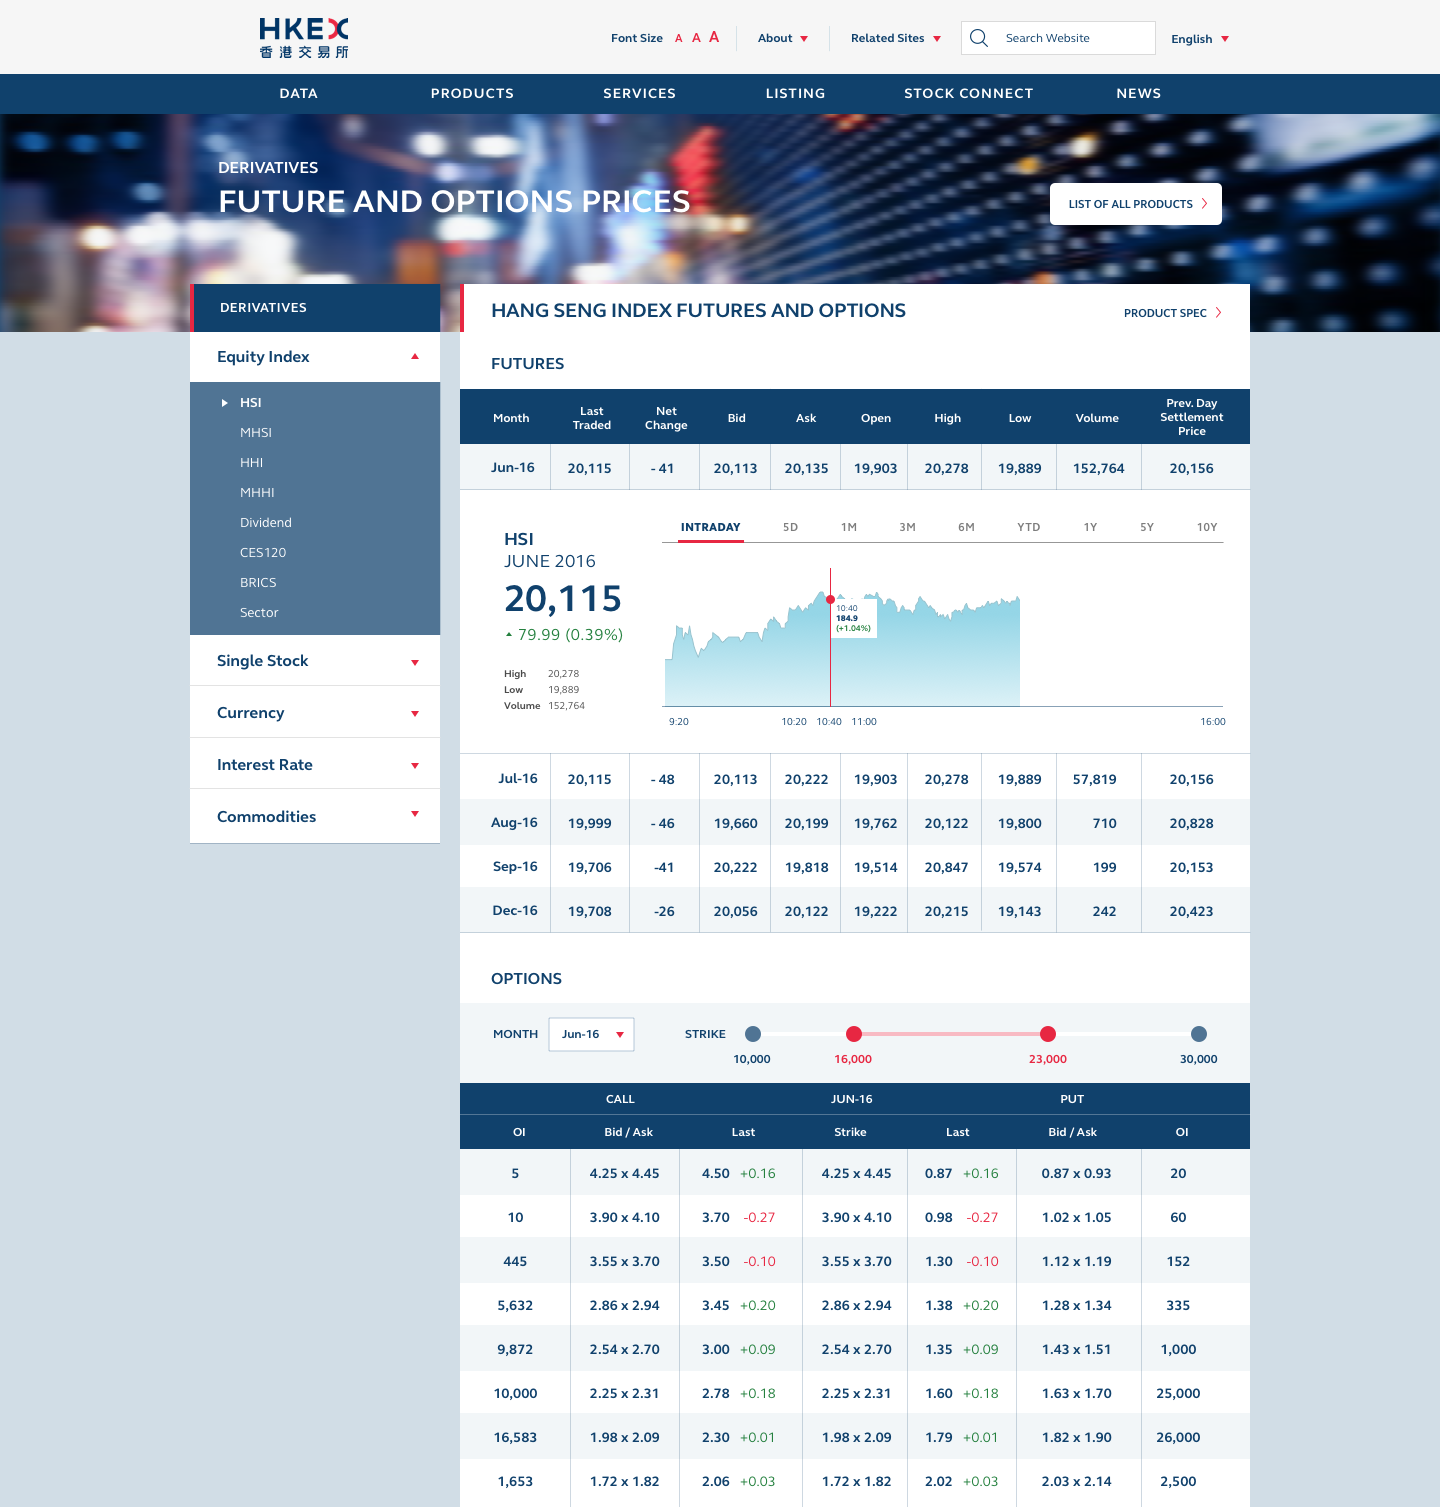 HKEX
香港交易所
Font Size A A A
About
Related Sites
Search Website
English
DATA PRODUCTS SERVICES LISTING STOCK CONNECT NEWS
DERIVATIVES
FUTURE AND OPTIONS PRICES
LIST OF ALL PRODUCTS
DERIVATIVES
Equity Index
HSI
MHSI
HHI
MHHI
Dividend
CES120
BRICS
Sector
Single Stock
Currency
Interest Rate
Commodities
HANG SENG INDEX FUTURES AND OPTIONS
PRODUCT SPEC
FUTURES
Month Last Traded Net Change Bid Ask Open High Low Volume Prev. Day Settlement Price
Jun-16 20,115 - 41 20,113 20,135 19,903 20,278 19,889 152,764 20,156
HSI
JUNE 2016
20,115
79.99 (0.39%)
High 20,278
Low 19,889
Volume 152,764
INTRADAY 5D 1M 3M 6M YTD 1Y 5Y 10Y
10:40
184.9
(+1.04%)
9:20 10:20 10:40 11:00 16:00
Jul-16 20,115 - 48 20,113 20,222 19,903 20,278 19,889 57,819 20,156
Aug-16 19,999 - 46 19,660 20,199 19,762 20,122 19,800 710 20,828
Sep-16 19,706 -41 20,222 19,818 19,514 20,847 19,574 199 20,153
Dec-16 19,708 -26 20,056 20,122 19,222 20,215 19,143 242 20,423
OPTIONS
MONTH Jun-16 STRIKE
10,000 16,000 23,000 30,000
CALL JUN-16 PUT
OI Bid / Ask Last Strike Last Bid / Ask OI
5 4.25 x 4.45 4.50 +0.16 4.25 x 4.45 0.87 +0.16 0.87 x 0.93 20
10 3.90 x 4.10 3.70 -0.27 3.90 x 4.10 0.98 -0.27 1.02 x 1.05 60
445 3.55 x 3.70 3.50 -0.10 3.55 x 3.70 1.30 -0.10 1.12 x 1.19 152
5,632 2.86 x 2.94 3.45 +0.20 2.86 x 2.94 1.38 +0.20 1.28 x 1.34 335
9,872 2.54 x 2.70 3.00 +0.09 2.54 x 2.70 1.35 +0.09 1.43 x 1.51 1,000
10,000 2.25 x 2.31 2.78 +0.18 2.25 x 2.31 1.60 +0.18 1.63 x 1.70 25,000
16,583 1.98 x 2.09 2.30 +0.01 1.98 x 2.09 1.79 +0.01 1.82 x 1.90 26,000
1,653 1.72 x 1.82 2.06 +0.03 1.72 x 1.82 2.02 +0.03 2.03 x 2.14 2,500